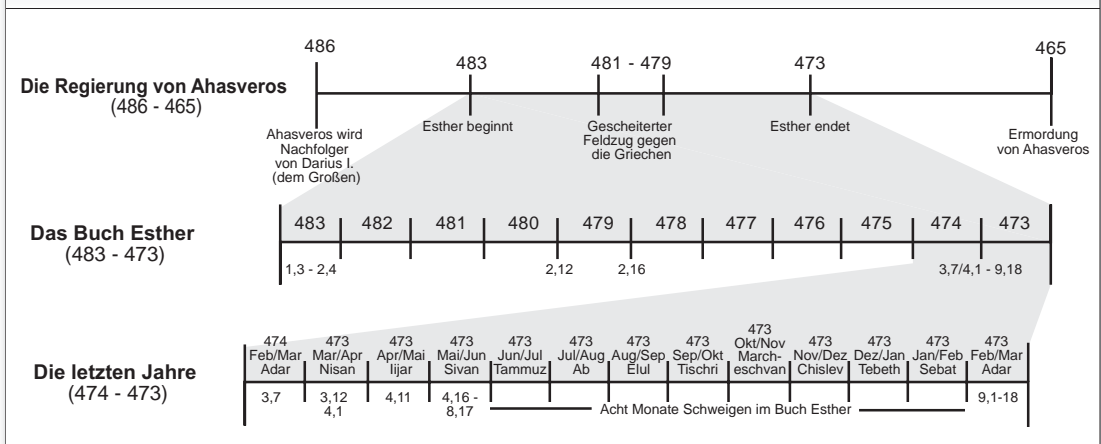 486
483
481 - 479
473
465
Die Regierung von Ahasveros
(486 - 465)
Ahasveros wird
Nachfolger
von Darius I.
(dem Großen)
Esther beginnt
Gescheiterter
Feldzug gegen
die Griechen
Esther endet
Ermordung
von Ahasveros
Das Buch Esther
(483 - 473)
483 482 481 480 479 478 477 476 475 474 473
1,3 - 2,4 2,12 2,16 3,7/4,1 - 9,18
Die letzten Jahre
(474 - 473)
474
Feb/Mar
Adar
3,7
473
Mar/Apr
Nisan
3,12
4,1
473
Apr/Mai
Iijar
4,11
473
Mai/Jun
Sivan
4,16 -
8,17
473
Jun/Jul
Tammuz
473
Jul/Aug
Ab
473
Aug/Sep
Elul
473
Sep/Okt
Tischri
473
Okt/Nov
March-
eschvan
473
Nov/Dez
Chislev
473
Dez/Jan
Tebeth
473
Jan/Feb
Sebat
473
Feb/Mar
Adar
9,1-18
Acht Monate Schweigen im Buch Esther